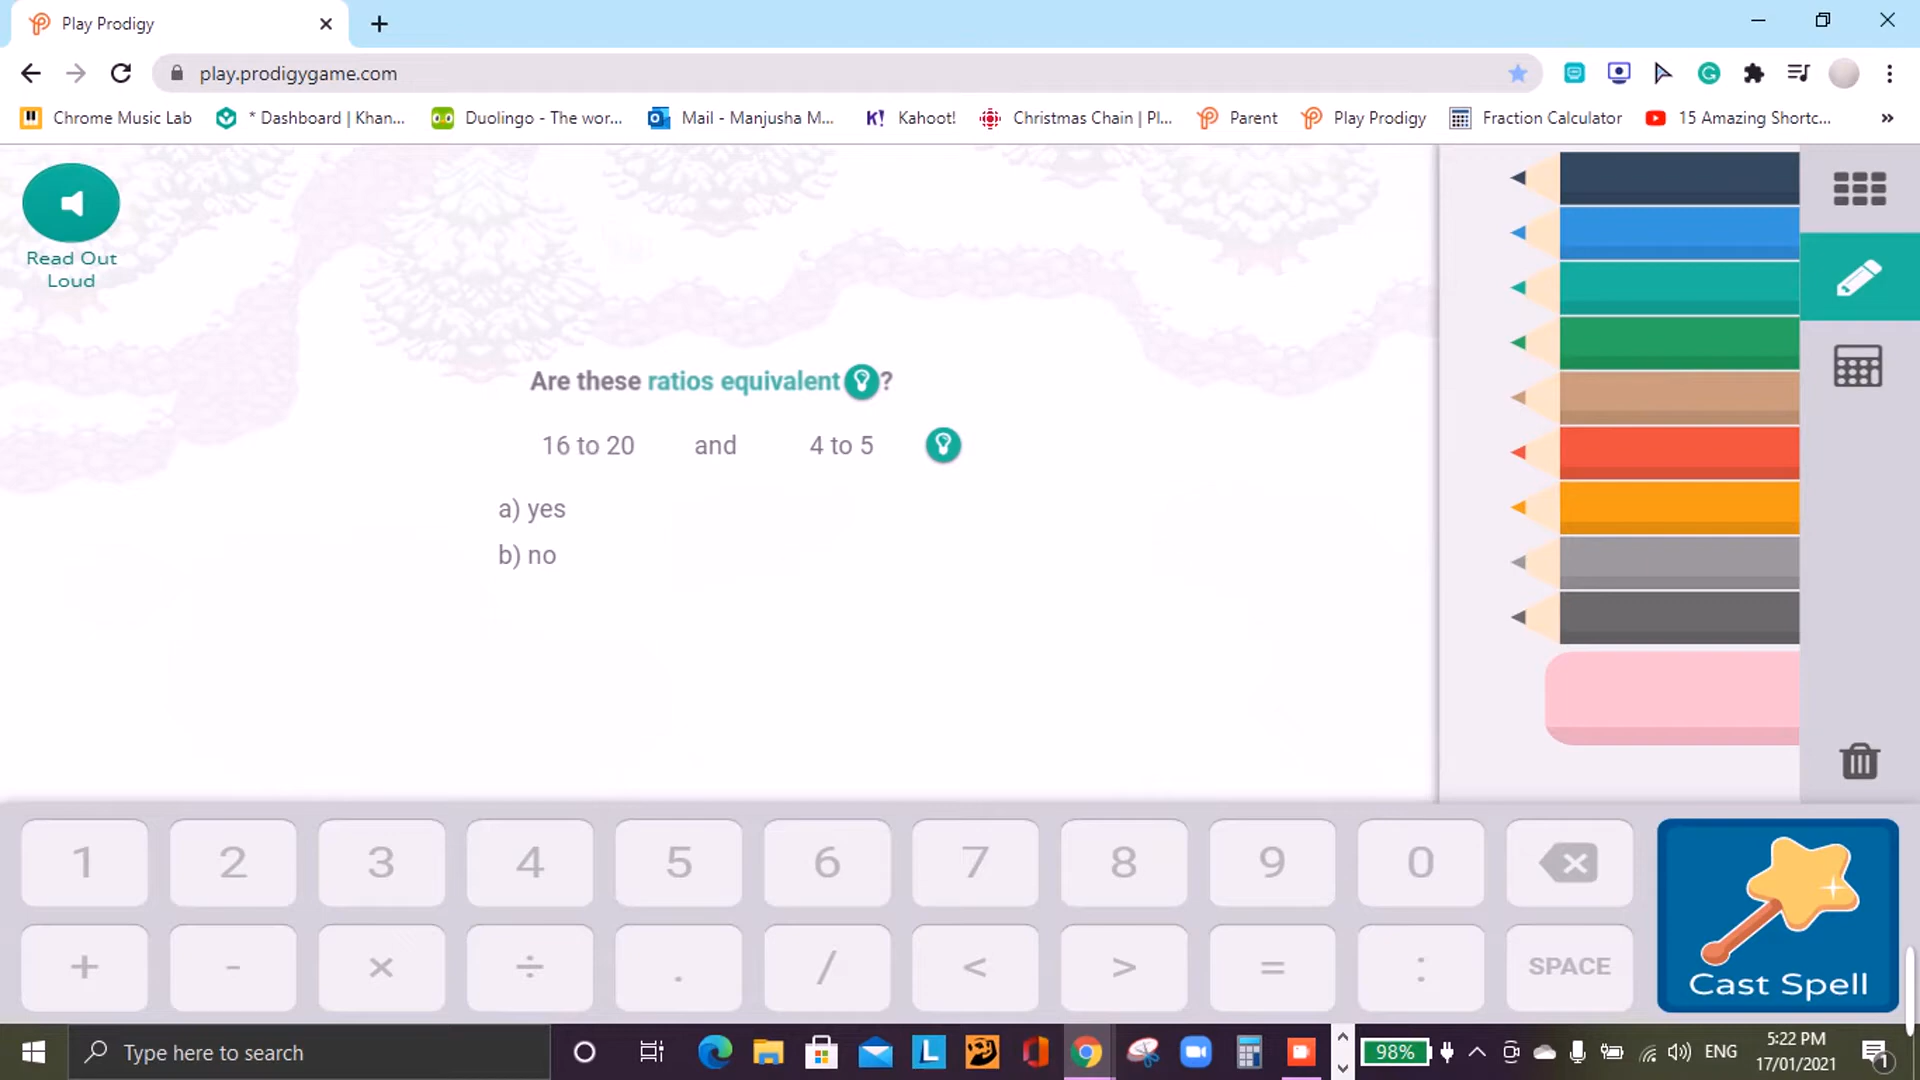 Play Prodigy
play.prodigygame.com
Chrome Music Lab
* Dashboard | Khan...
Duolingo - The wor...
Mail - Manjusha M...
K! Kahoot!
Christmas Chain | Pl...
Parent
Play Prodigy
Fraction Calculator
15 Amazing Shortc...
»
Read Out
Loud
Are these ratios equivalent ?
16 to 20 and 4 to 5
a) yes
b) no
1 2 3 4 5 6 7 8 9 0
+ - × ÷ . / < > = : SPACE
Cast Spell
Type here to search
L
98%
ENG
5:22 PM
17/01/2021
1